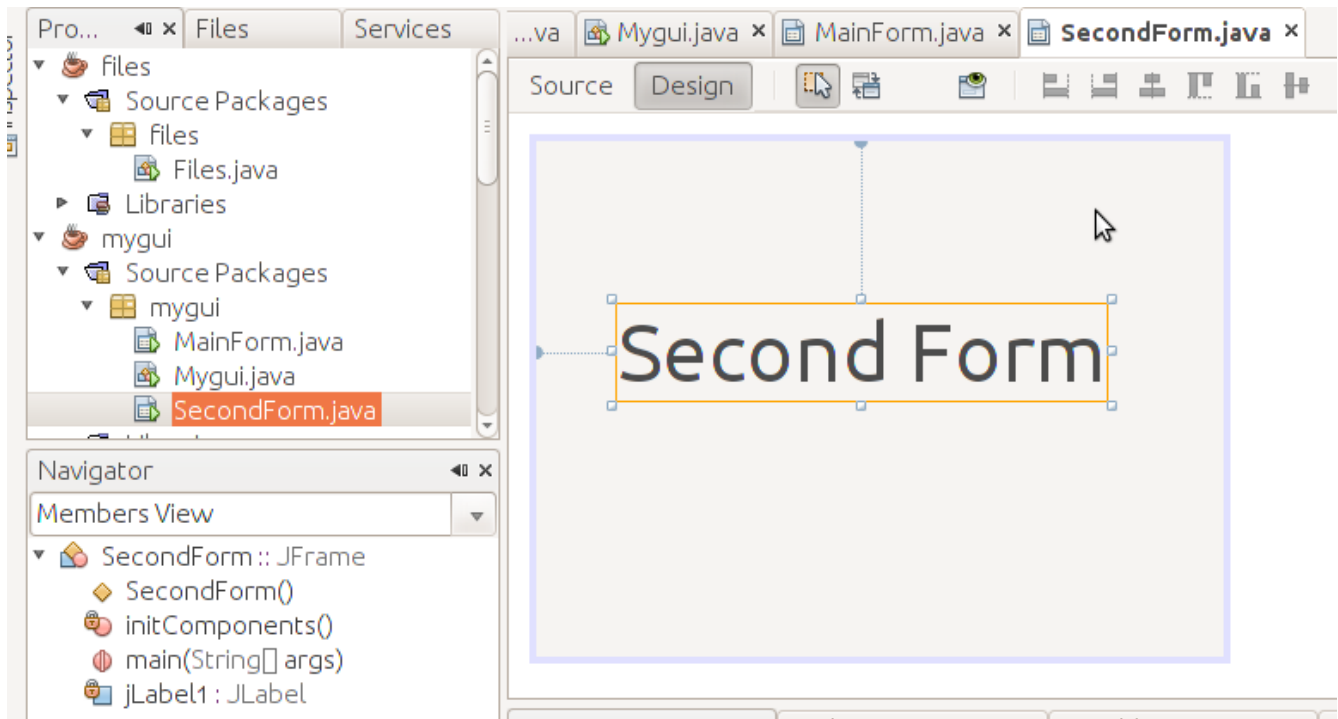 Pro...
Files
Services
...va
Mygui.java
MainForm.java
SecondForm.java
Source
Design
files
Source Packages
files
Files.java
Libraries
mygui
Source Packages
mygui
MainForm.java
Mygui.java
SecondForm.java
Second Form
Navigator
Members View
SecondForm :: JFrame
SecondForm()
initComponents()
main(String[] args)
jLabel1 : JLabel